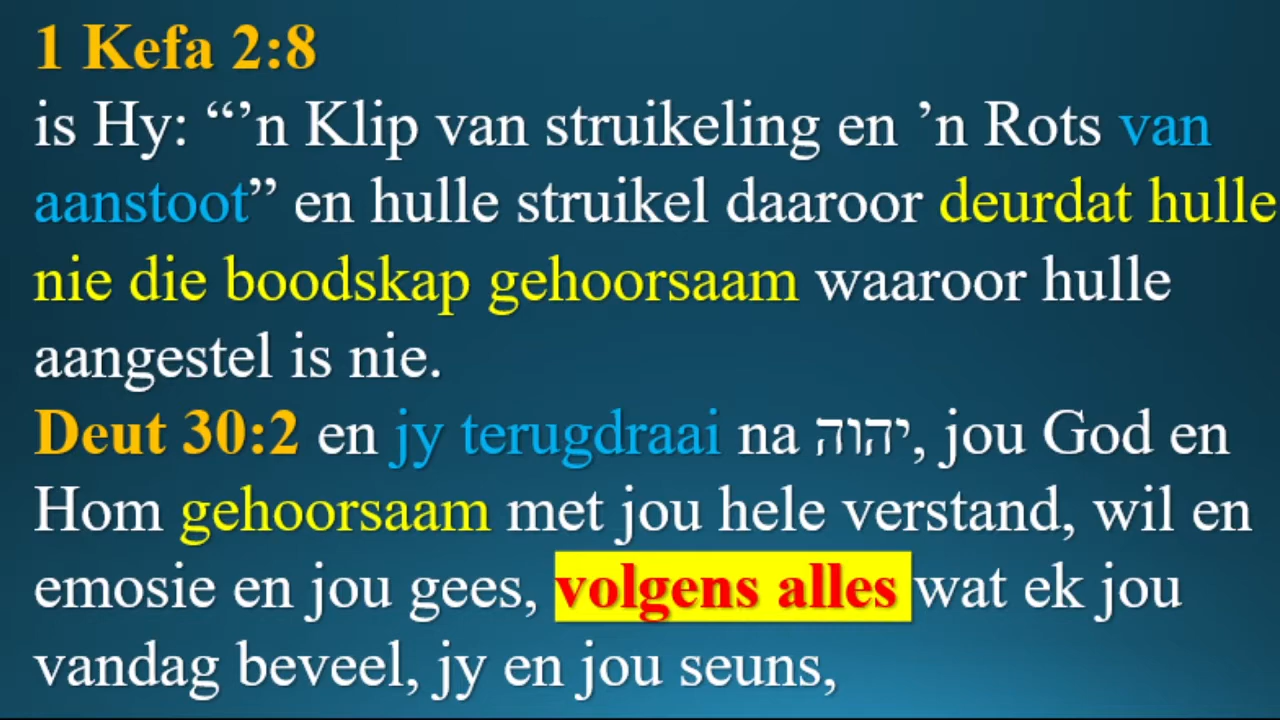 1 Kefa 2:8
is Hy: “’n Klip van struikeling en ’n Rots van
aanstoot” en hulle struikel daaroor deurdat hulle
nie die boodskap gehoorsaam waaroor hulle
aangestel is nie.
Deut 30:2 en jy terugdraai na יהוה, jou God en
Hom gehoorsaam met jou hele verstand, wil en
emosie en jou gees, volgens alles wat ek jou
vandag beveel, jy en jou seuns,